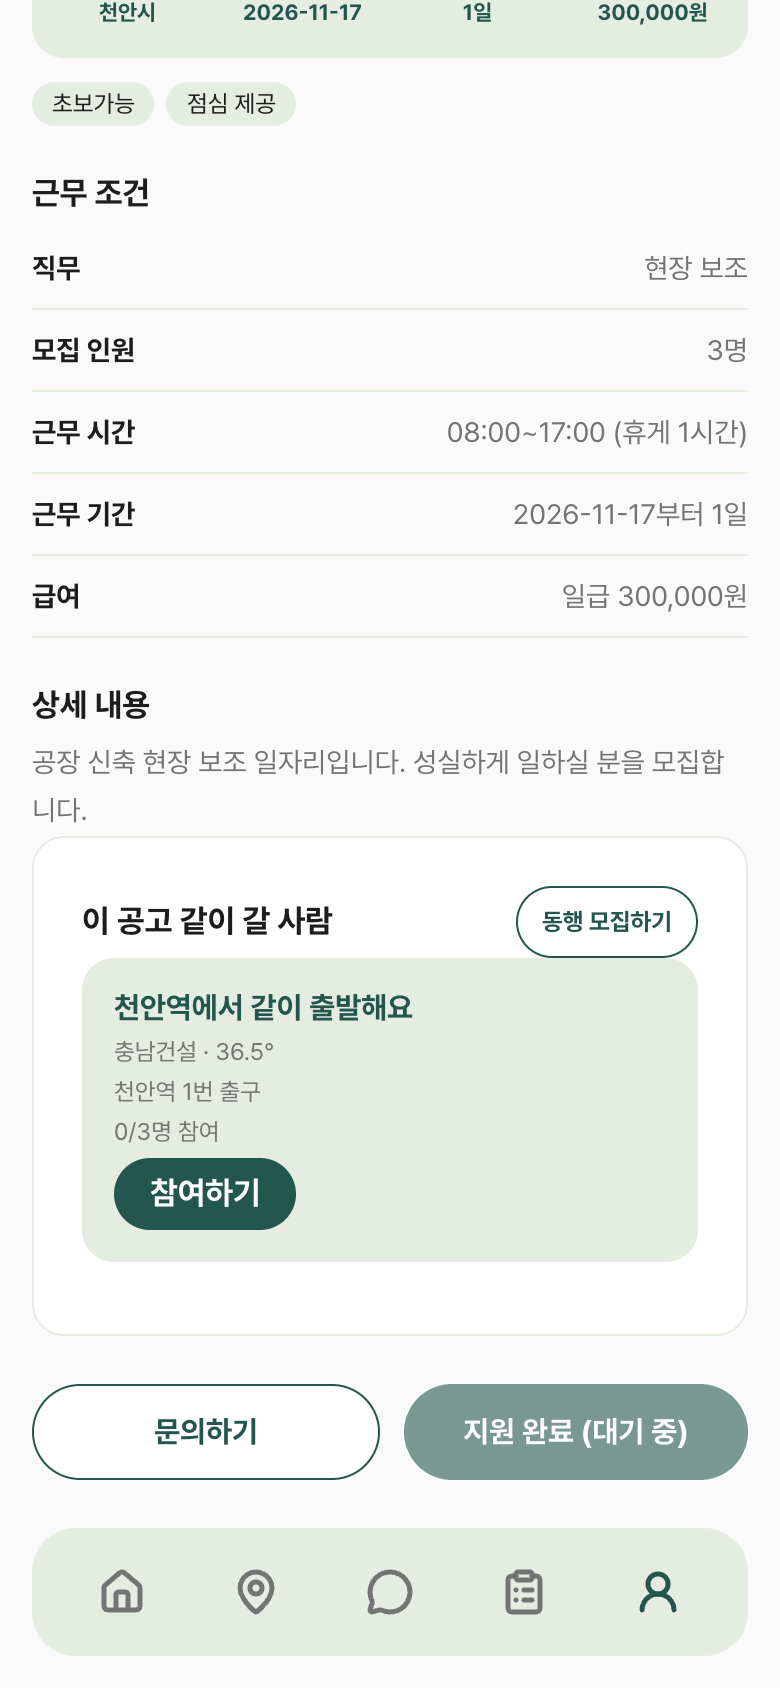 천안시 2026-11-17 1일 300,000원
초보가능 점심 제공
근무 조건
직무 현장 보조
모집 인원 3명
근무 시간 08:00~17:00 (휴게 1시간)
근무 기간 2026-11-17부터 1일
급여 일급 300,000원
상세 내용
공장 신축 현장 보조 일자리입니다. 성실하게 일하실 분을 모집합
니다.
이 공고 같이 갈 사람 동행 모집하기
천안역에서 같이 출발해요
충남건설 · 36.5°
천안역 1번 출구
0/3명 참여
참여하기
문의하기 지원 완료 (대기 중)